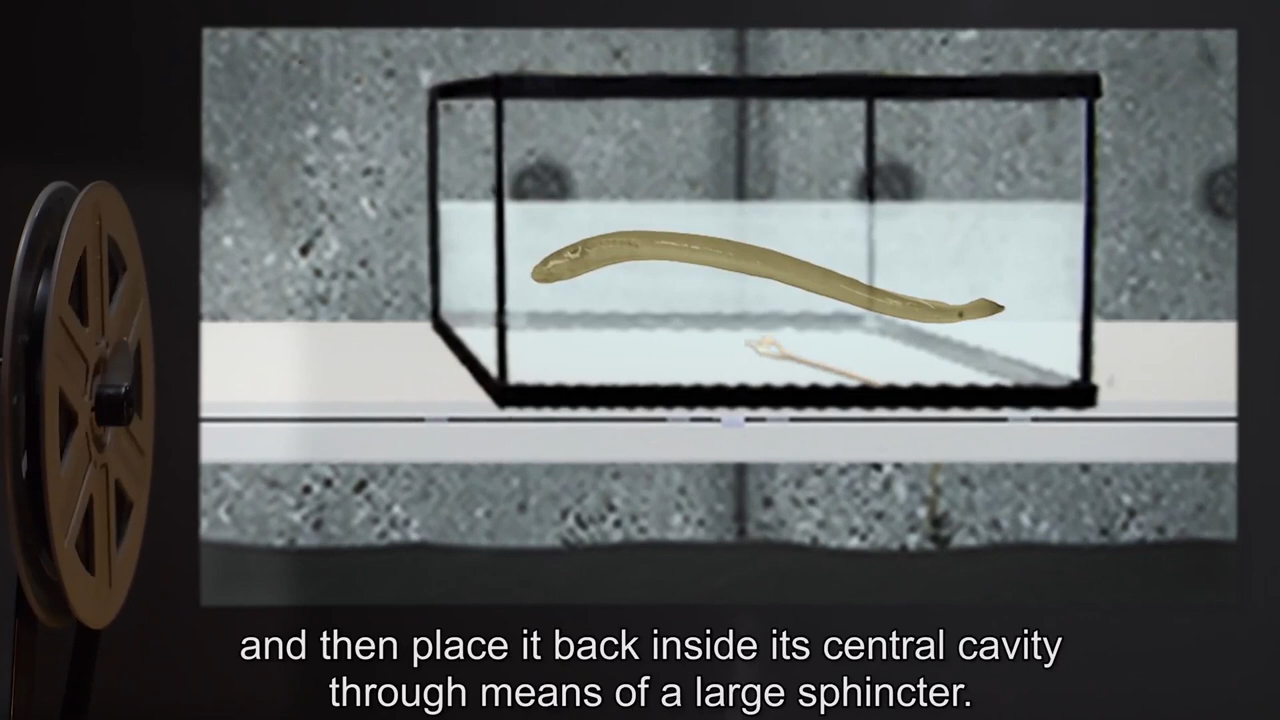 and then place it back inside its central cavity
through means of a large sphincter.